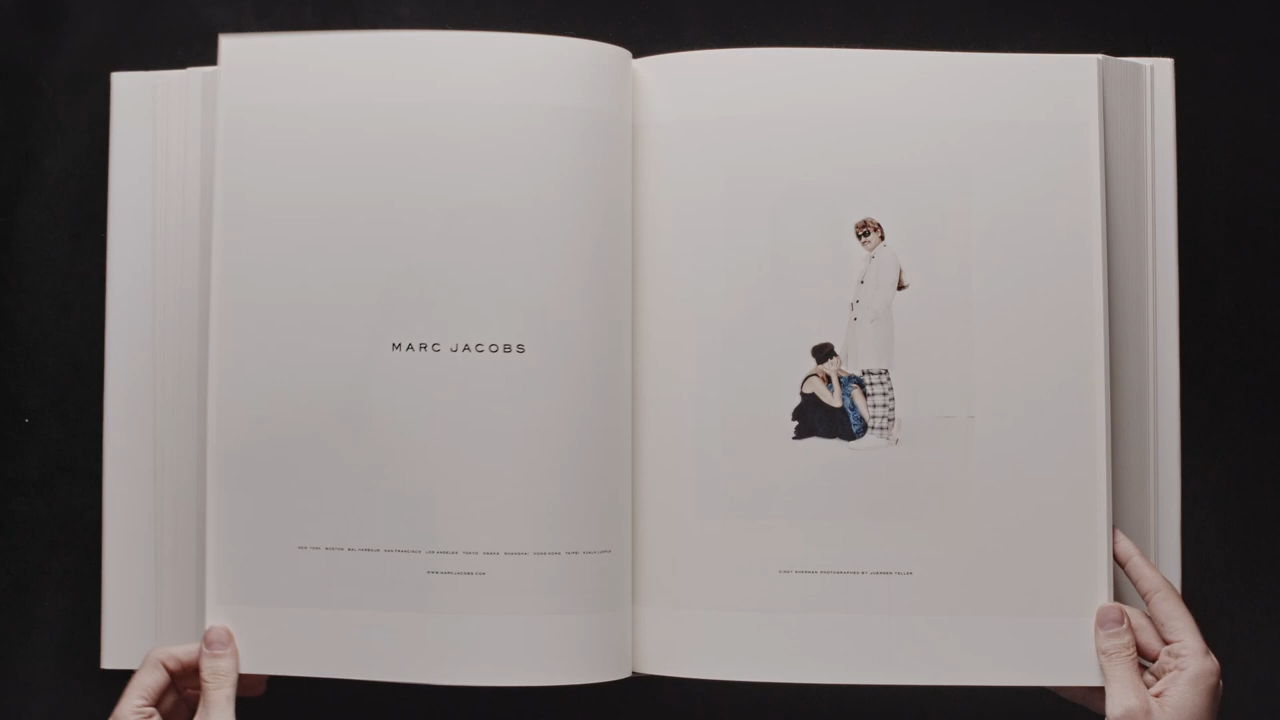 MARC JACOBS
NEW YORK BOSTON BAL HARBOUR SAN FRANCISCO LOS ANGELES TOKYO OSAKA SHANGHAI HONG KONG TAIPEI KUALA LUMPUR
WWW.MARCJACOBS.COM
CINDY SHERMAN PHOTOGRAPHED BY JUERGEN TELLER